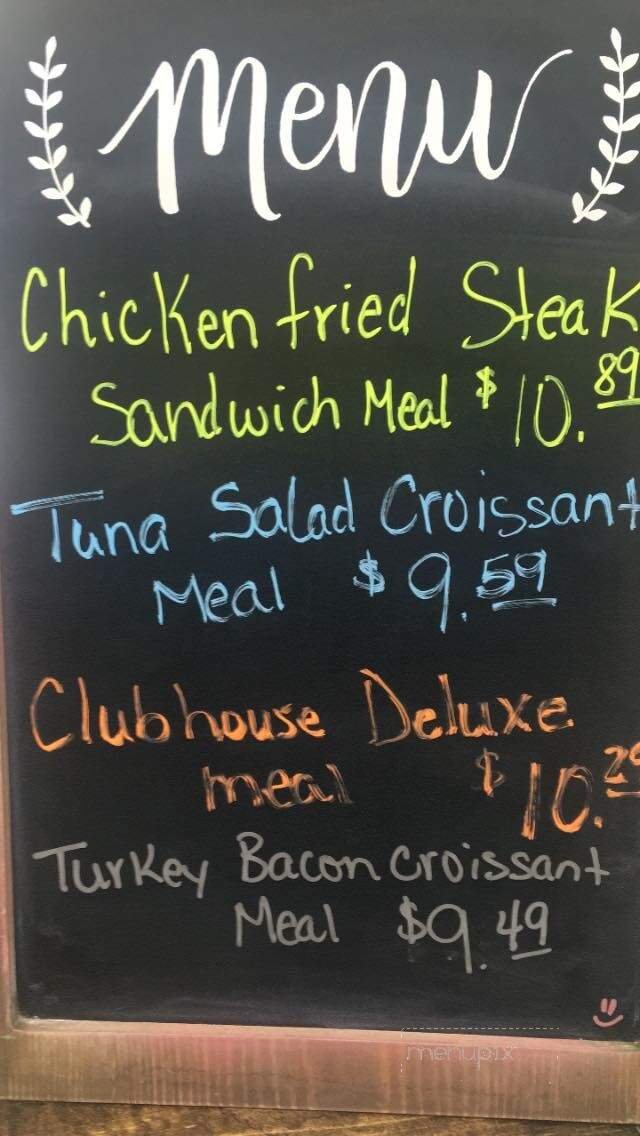 Menu
Chicken fried Steak
Sandwich Meal $10.89
Tuna Salad Croissant
Meal $9.59
Clubhouse Deluxe
meal $10.
Turkey Bacon Croissant
Meal $9.49
menupix